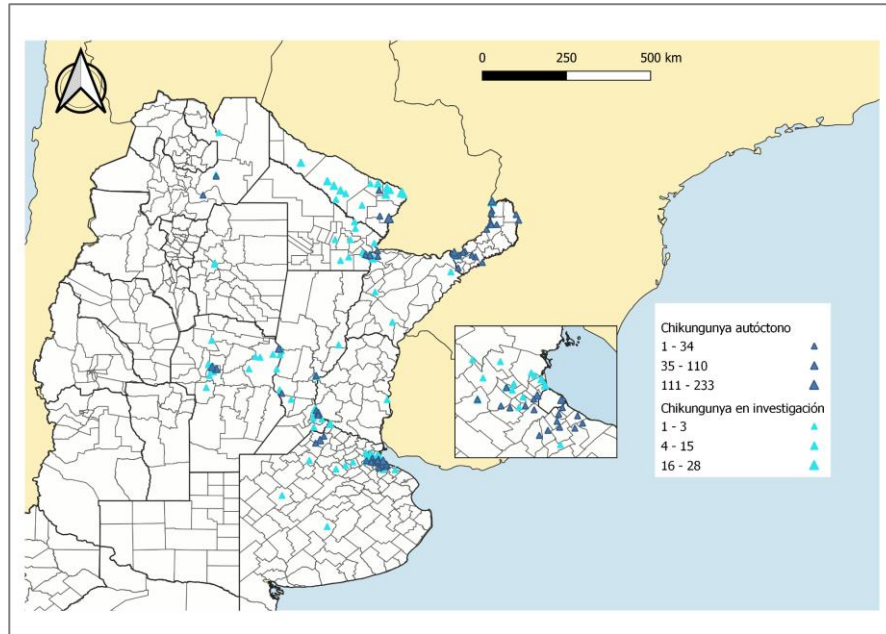 0 250 500 km
Chikungunya autóctono
1 - 34
35 - 110
111 - 233
Chikungunya en investigación
1 - 3
4 - 15
16 - 28